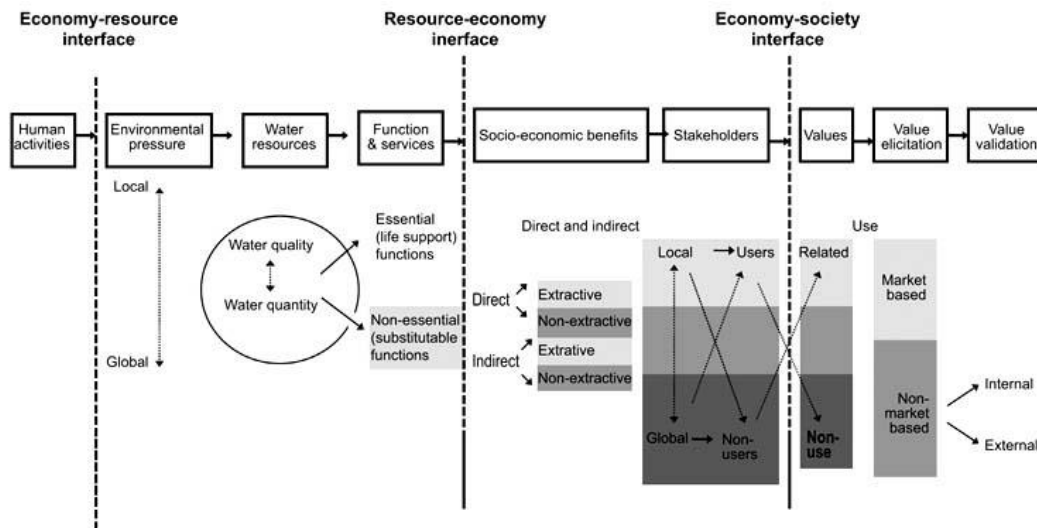 Economy-resource
interface
Resource-economy
inerface
Economy-society
interface
Human
activities
Environmental
pressure
Water
resources
Function
& services
Socio-economic benefits
Stakeholders
Values
Value
elicitation
Value
validation
Local
Global
Water quality
Water quantity
Essential
(life support)
functions
Non-essential
(substitutable
functions
Direct and indirect
Direct
Extractive
Non-extractive
Indirect
Extrative
Non-extractive
Local
Users
Global
Non-
users
Use
Related
Non-
use
Market
based
Non-
market
based
Internal
External